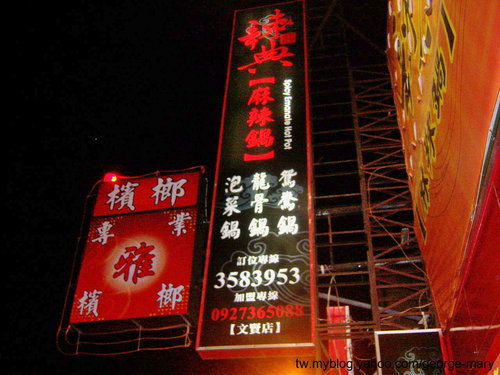 辣典
【麻辣鍋】
Spicy Emanate Hot Pot
鴛鴦鍋
龍骨鍋
泡菜鍋
訂位專線
3583953
加盟專線
0927365088
【文賢店】
檳榔
專業
雅
檳榔
tw.myblog.yahoo.com/george-mary